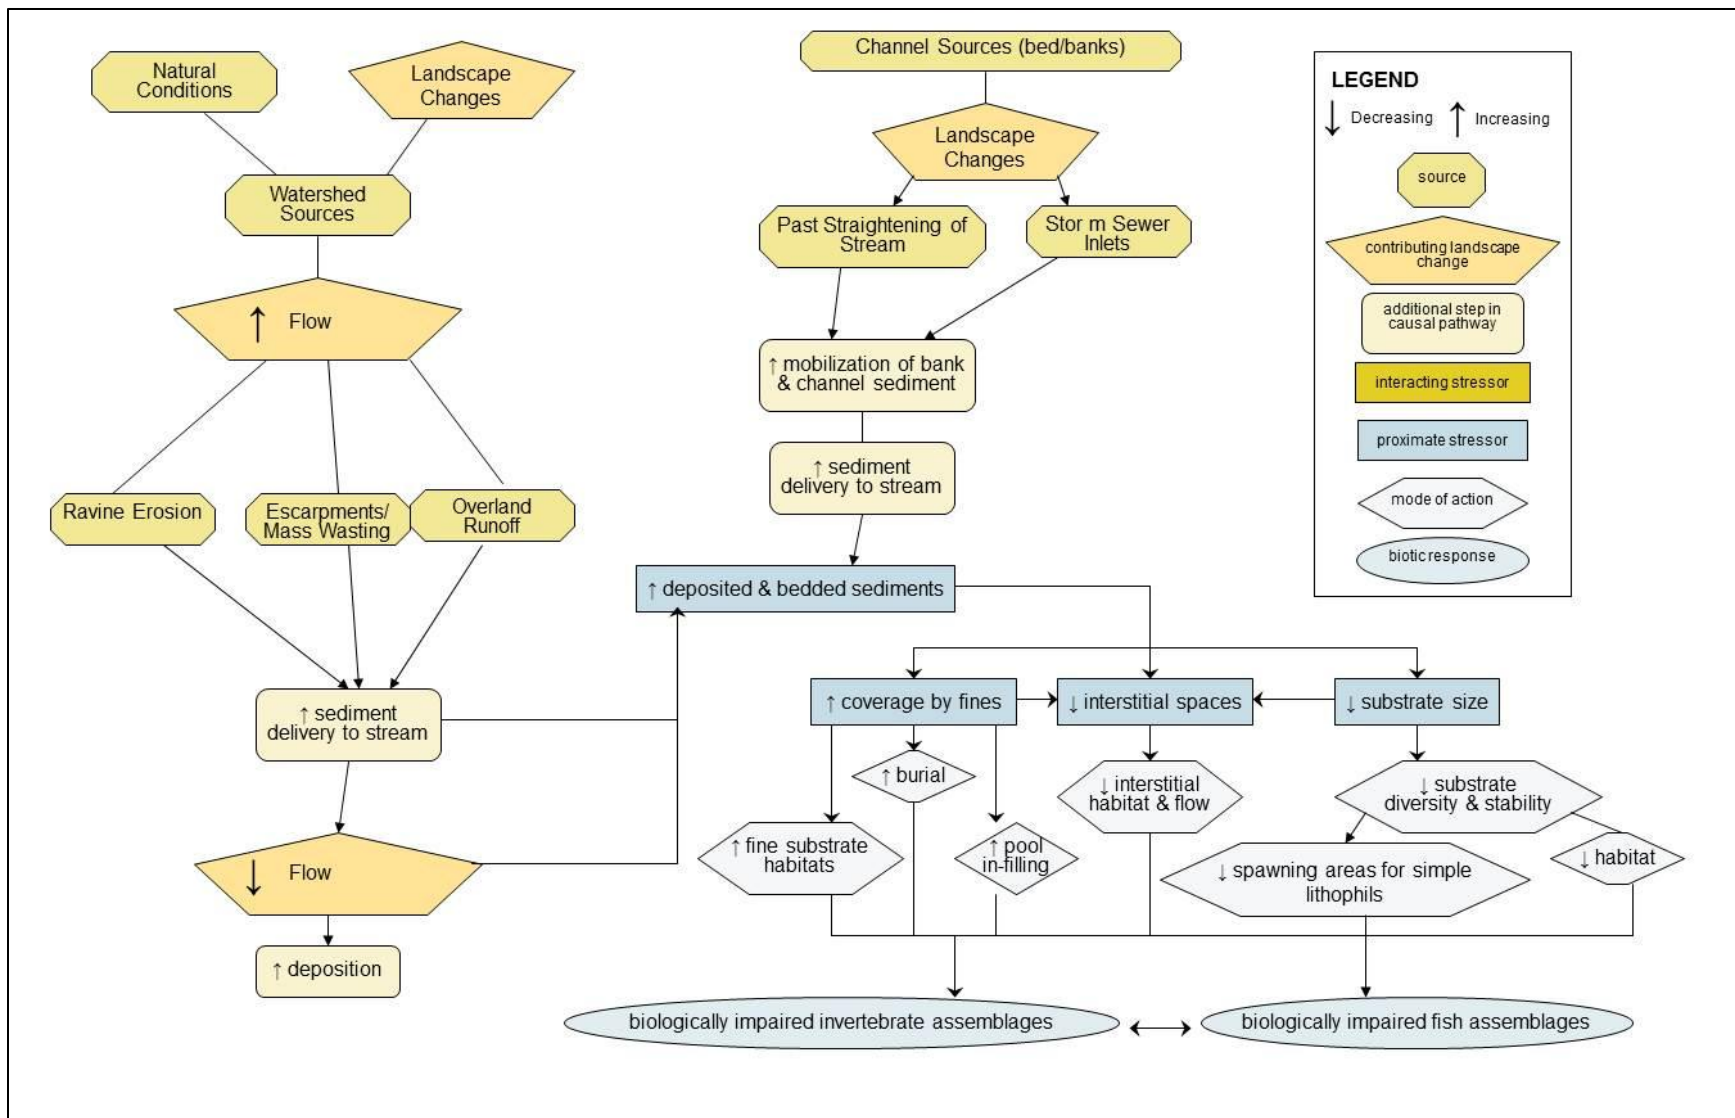 Natural
Conditions
Landscape
Changes
Watershed
Sources
↑ Flow
Ravine Erosion
Escarpments/
Mass Wasting
Overland
Runoff
↑ sediment
delivery to stream
↓ Flow
↑ deposition
Channel Sources (bed/banks)
Landscape
Changes
Past Straightening of
Stream
Stor m Sewer
Inlets
↑ mobilization of bank
& channel sediment
↑ sediment
delivery to stream
↑ deposited & bedded sediments
↑ coverage by fines
↓ interstitial spaces
↓ substrate size
↑ burial
↓ interstitial
habitat & flow
↓ substrate
diversity & stability
↑ fine substrate
habitats
↑ pool
in-filling
↓ spawning areas for simple
lithophils
↓ habitat
biologically impaired invertebrate assemblages
biologically impaired fish assemblages
LEGEND
↓ Decreasing ↑ Increasing
source
contributing landscape
change
additional step in
causal pathway
interacting stressor
proximate stressor
mode of action
biotic response